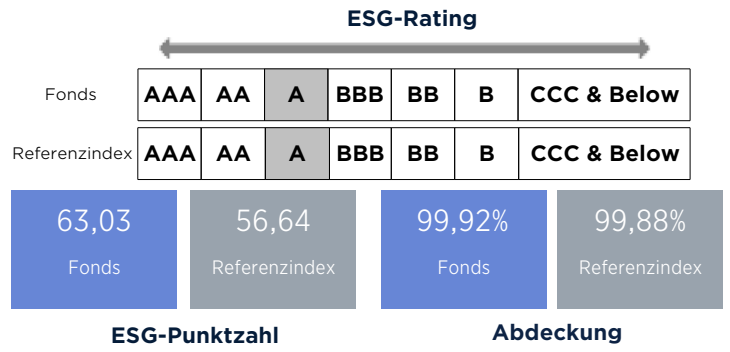 ESG-Rating
Fonds AAA AA A BBB BB B CCC & Below
Referenzindex AAA AA A BBB BB B CCC & Below
63,03 56,64 99,92% 99,88%
Fonds Referenzindex Fonds Referenzindex
ESG-Punktzahl Abdeckung